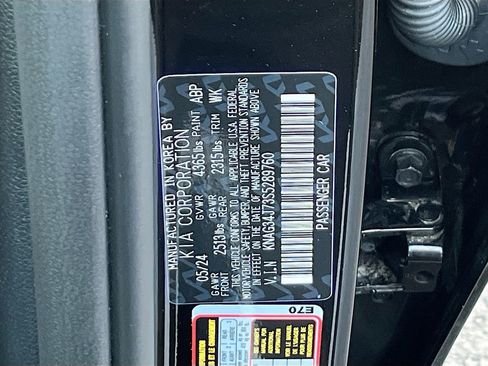 MANUFACTURED IN KOREA BY
KIA CORPORATION
05/24 GVWR 4365lbs PAINT ABP
GAWR FRONT 2513lbs GAWR REAR 2315lbs TRIM WK
THIS VEHICLE CONFORMS TO ALL APPLICABLE U.S.A FEDERAL
MOTOR VEHICLE SAFETY, BUMPER, AND THEFT PREVENTION STANDARDS
IN EFFECT ON THE DATE OF MANUFACTURE SHOWN ABOVE
V.I.N KNAG34J73S5289760
PASSENGER CAR
E70